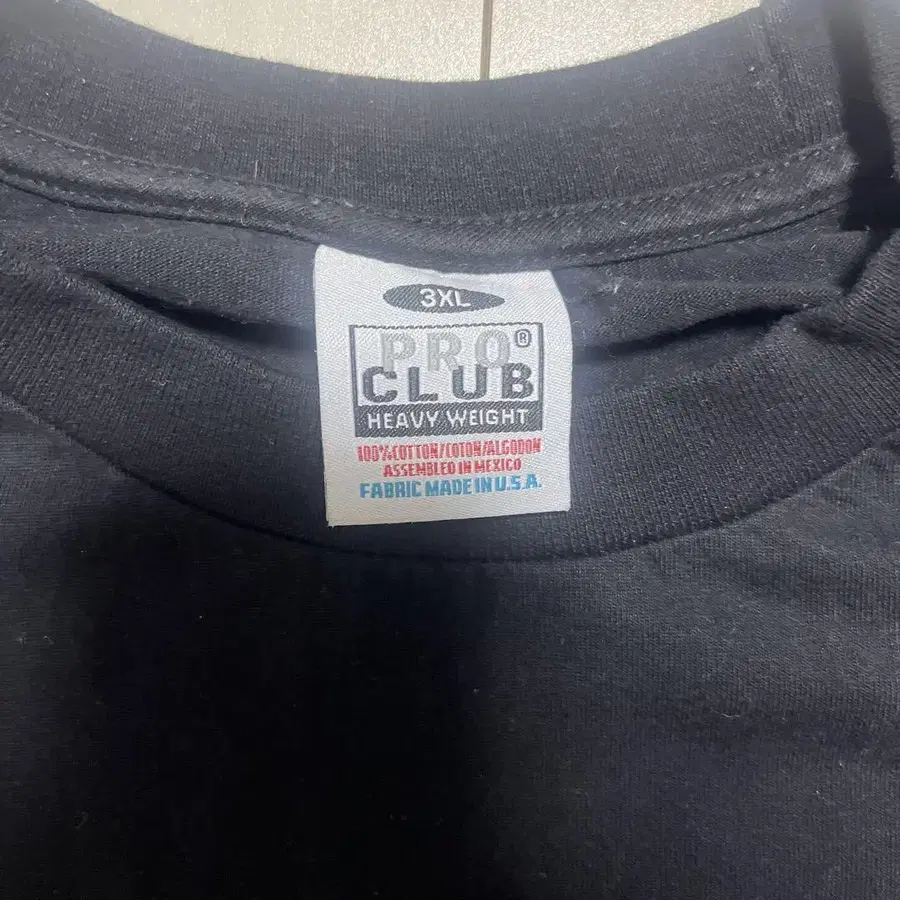 3XL
PRO®
CLUB
HEAVY WEIGHT
100% COTTON/COTON/ALGODON
ASSEMBLED IN MEXICO
FABRIC MADE IN U.S.A.